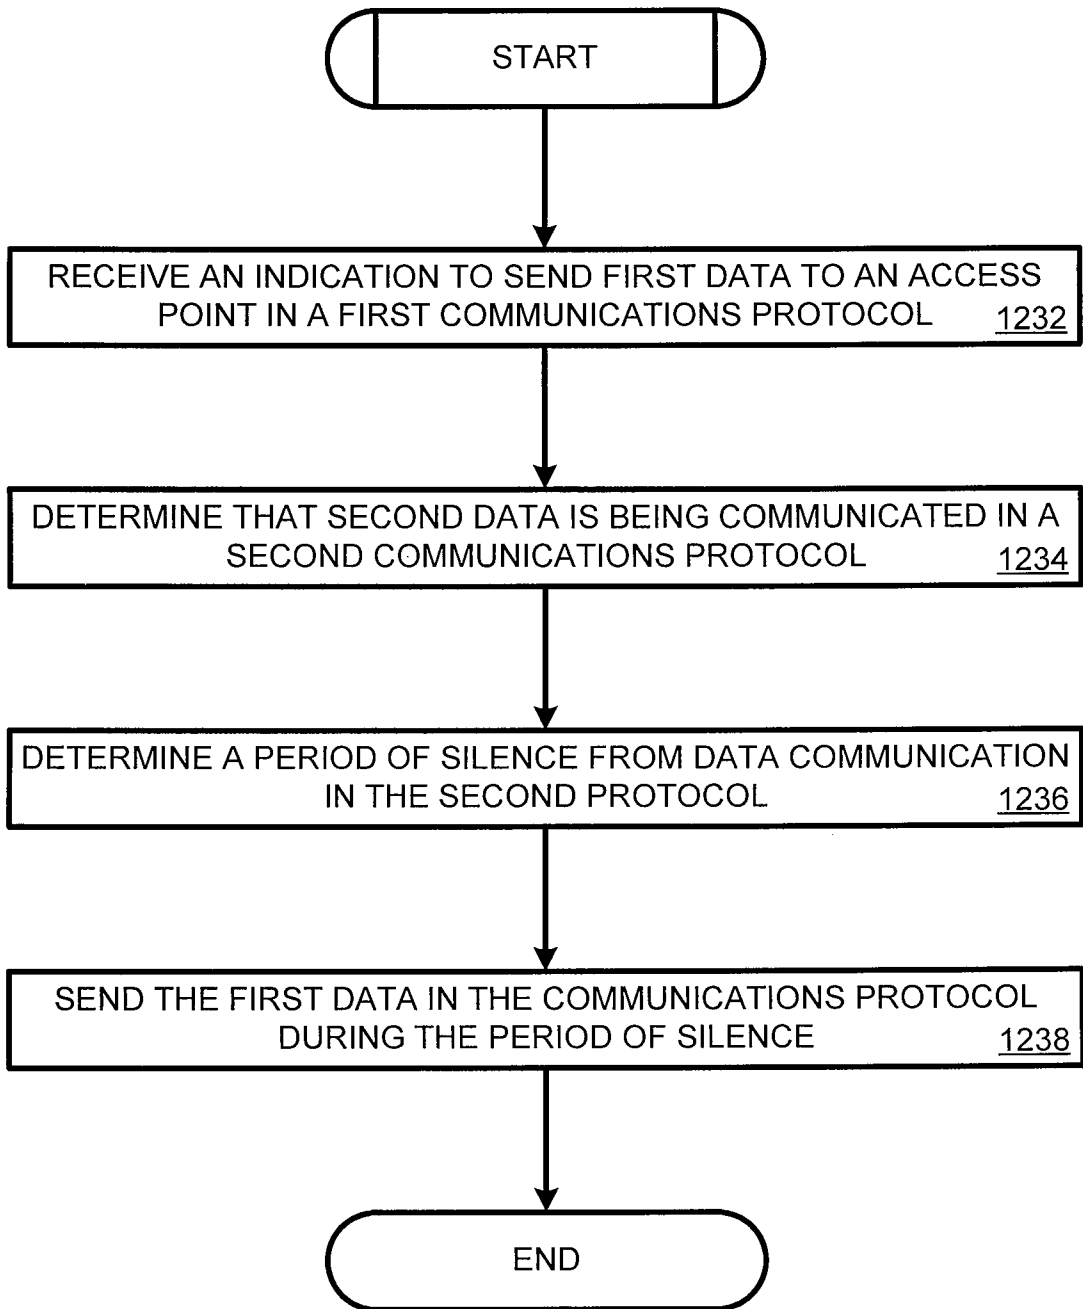 START
RECEIVE AN INDICATION TO SEND FIRST DATA TO AN ACCESS
POINT IN A FIRST COMMUNICATIONS PROTOCOL 1232
DETERMINE THAT SECOND DATA IS BEING COMMUNICATED IN A
SECOND COMMUNICATIONS PROTOCOL 1234
DETERMINE A PERIOD OF SILENCE FROM DATA COMMUNICATION
IN THE SECOND PROTOCOL 1236
SEND THE FIRST DATA IN THE COMMUNICATIONS PROTOCOL
DURING THE PERIOD OF SILENCE 1238
END